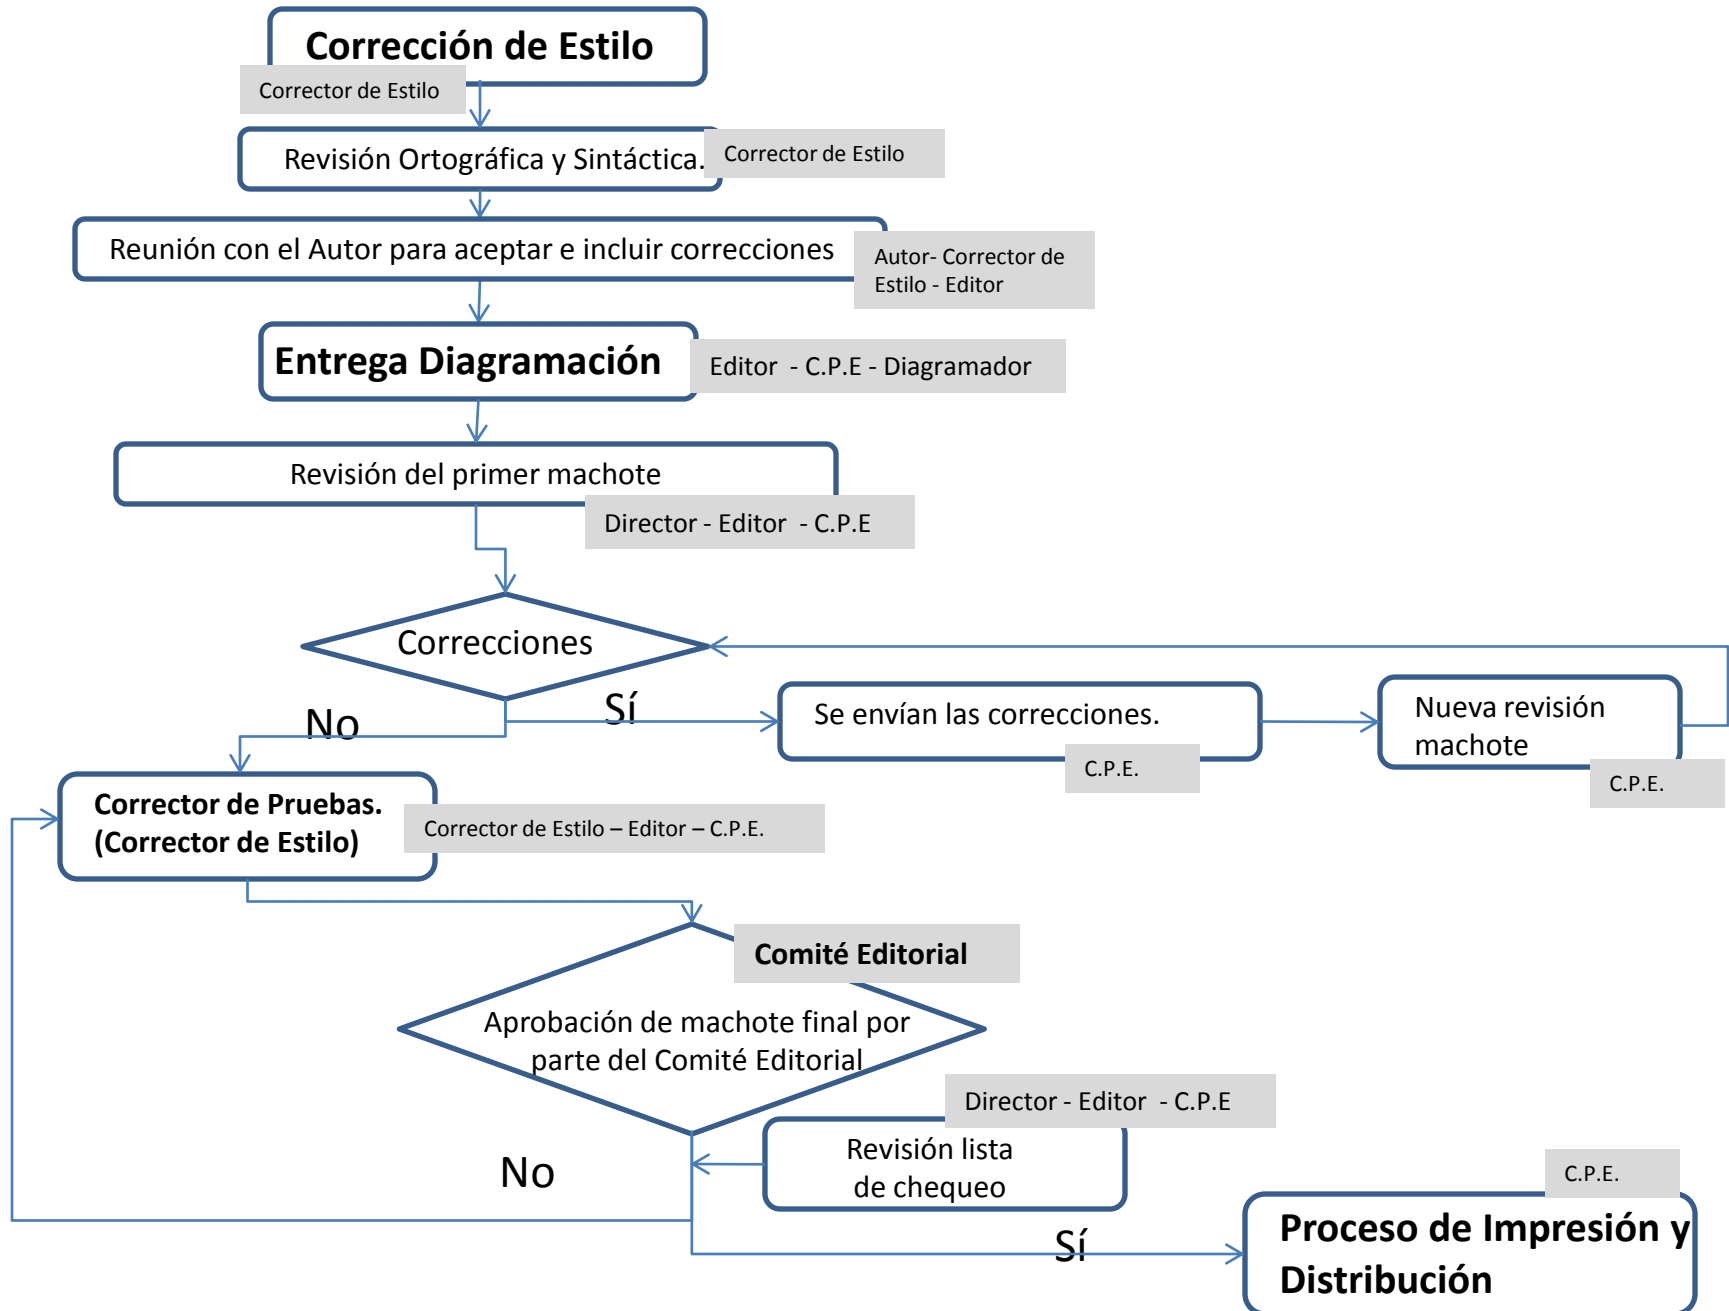 Corrección de Estilo
Corrector de Estilo
Revisión Ortográfica y Sintáctica.
Corrector de Estilo
Reunión con el Autor para aceptar e incluir correcciones
Autor- Corrector de
Estilo - Editor
Entrega Diagramación
Editor - C.P.E - Diagramador
Revisión del primer machote
Director - Editor - C.P.E
Correcciones
No
Sí
Se envían las correcciones.
C.P.E.
Nueva revisión
machote
C.P.E.
Corrector de Pruebas.
(Corrector de Estilo)
Corrector de Estilo – Editor – C.P.E.
Comité Editorial
Aprobación de machote final por
parte del Comité Editorial
Director - Editor - C.P.E
Revisión lista
de chequeo
No
Sí
C.P.E.
Proceso de Impresión y
Distribución